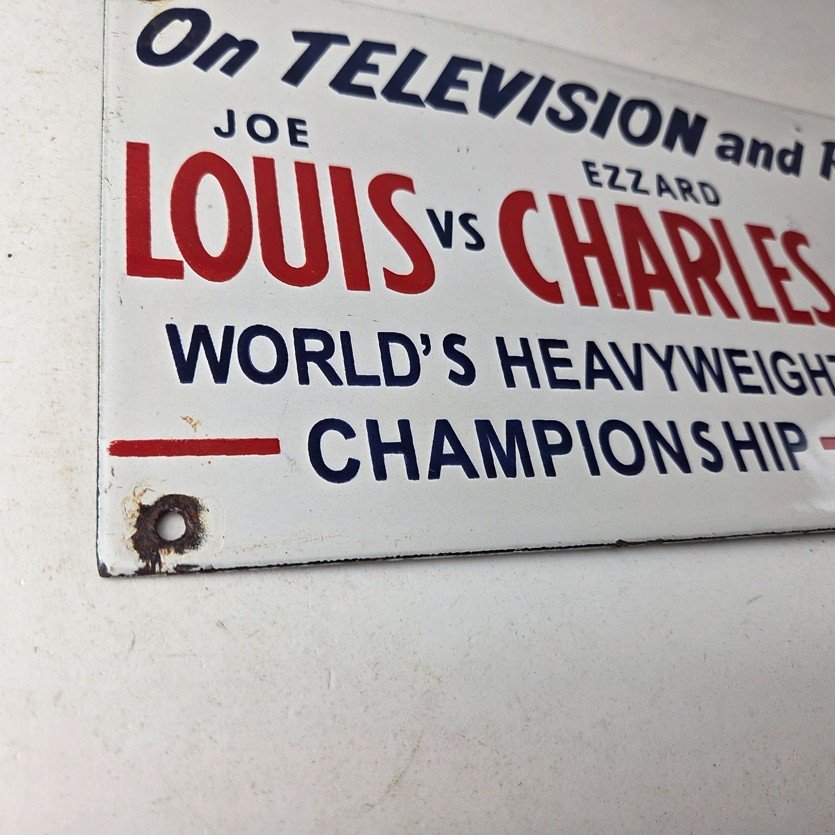 On TELEVISION and
JOE
LOUIS VS
EZZARD
CHARLES
WORLD'S HEAVYWEIGHT
CHAMPIONSHIP